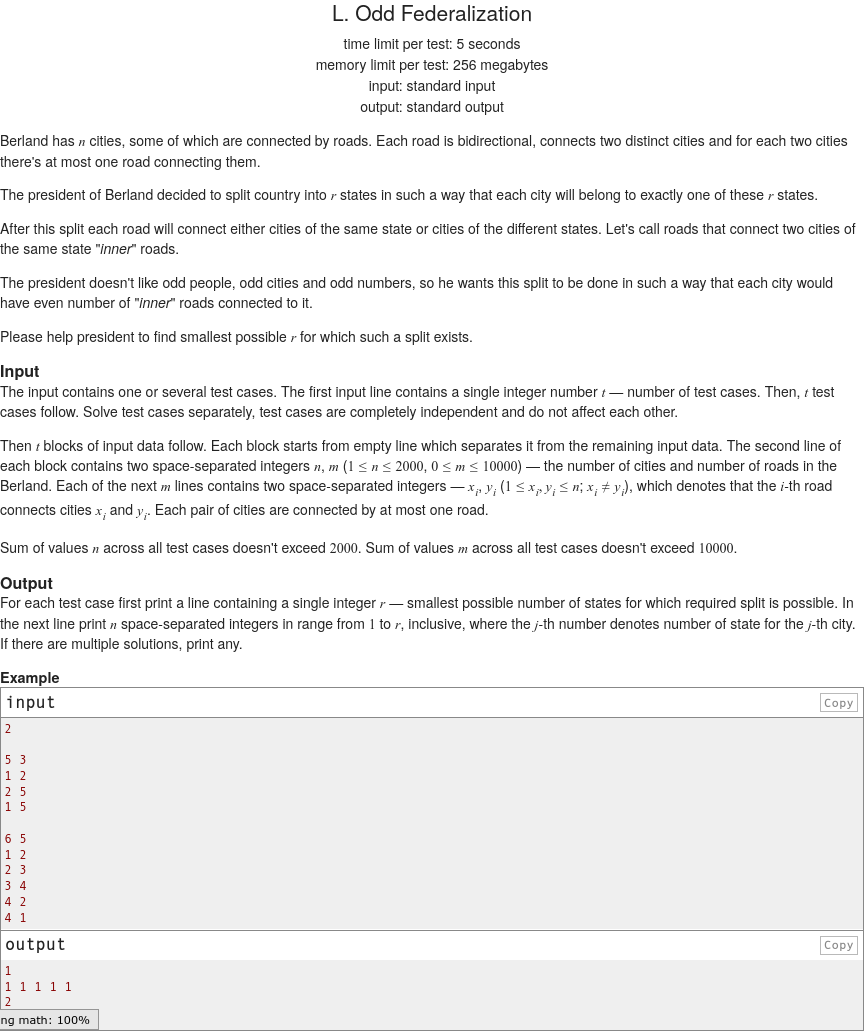 L. Odd Federalization
time limit per test: 5 seconds
memory limit per test: 256 megabytes
input: standard input
output: standard output
Berland has n cities, some of which are connected by roads. Each road is bidirectional, connects two distinct cities and for each two cities
there's at most one road connecting them.
The president of Berland decided to split country into r states in such a way that each city will belong to exactly one of these r states.
After this split each road will connect either cities of the same state or cities of the different states. Let's call roads that connect two cities of
the same state "inner" roads.
The president doesn't like odd people, odd cities and odd numbers, so he wants this split to be done in such a way that each city would
have even number of "inner" roads connected to it.
Please help president to find smallest possible r for which such a split exists.
Input
The input contains one or several test cases. The first input line contains a single integer number t — number of test cases. Then, t test
cases follow. Solve test cases separately, test cases are completely independent and do not affect each other.
Then t blocks of input data follow. Each block starts from empty line which separates it from the remaining input data. The second line of
each block contains two space-separated integers n, m (1 ≤ n ≤ 2000, 0 ≤ m ≤ 10000) — the number of cities and number of roads in the
Berland. Each of the next m lines contains two space-separated integers — x_i, y_i (1 ≤ x_i, y_i ≤ n; x_i ≠ y_i), which denotes that the i-th road
connects cities x_i and y_i. Each pair of cities are connected by at most one road.
Sum of values n across all test cases doesn't exceed 2000. Sum of values m across all test cases doesn't exceed 10000.
Output
For each test case first print a line containing a single integer r — smallest possible number of states for which required split is possible. In
the next line print n space-separated integers in range from 1 to r, inclusive, where the j-th number denotes number of state for the j-th city.
If there are multiple solutions, print any.
Example
input Copy
2
5 3
1 2
2 5
1 5
6 5
1 2
2 3
3 4
4 2
4 1
output Copy
1
1 1 1 1 1
2
ng math: 100%